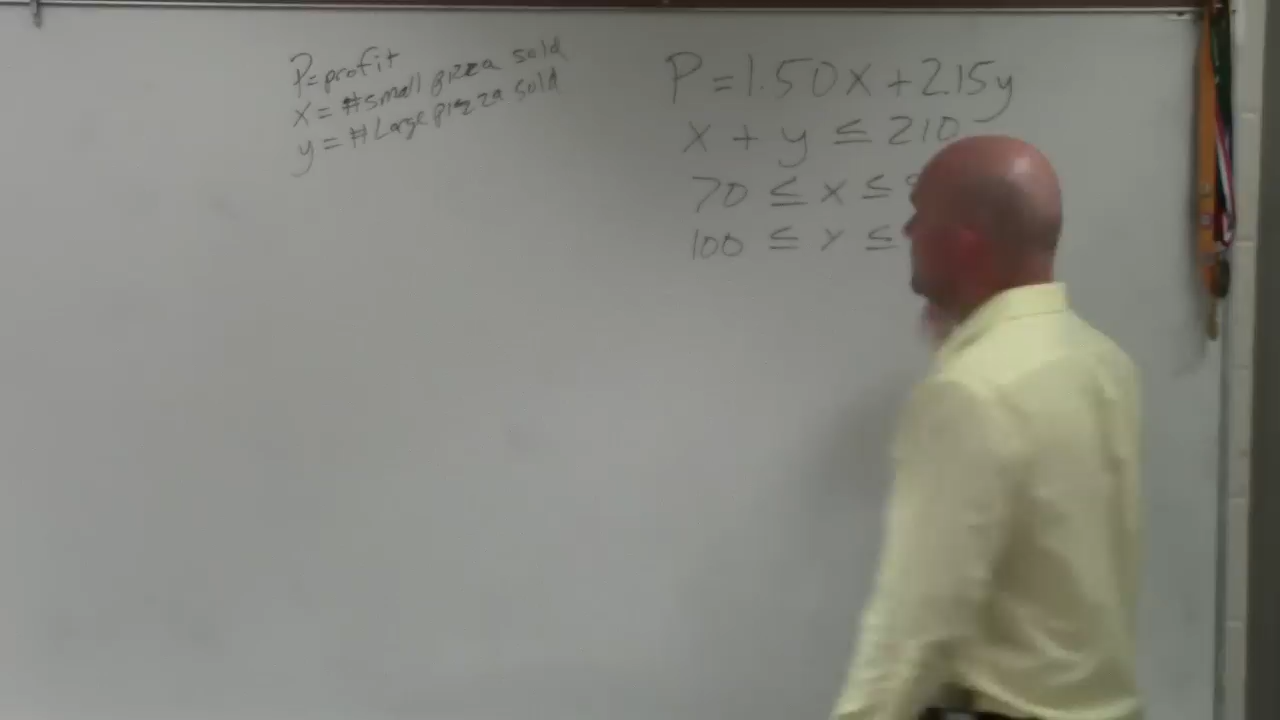 P=profit
x = #small pizza sold
y = #Large pizza sold
P=1.50x+2.15y
x + y ≤ 210
70 ≤ x ≤
100 ≤ y ≤